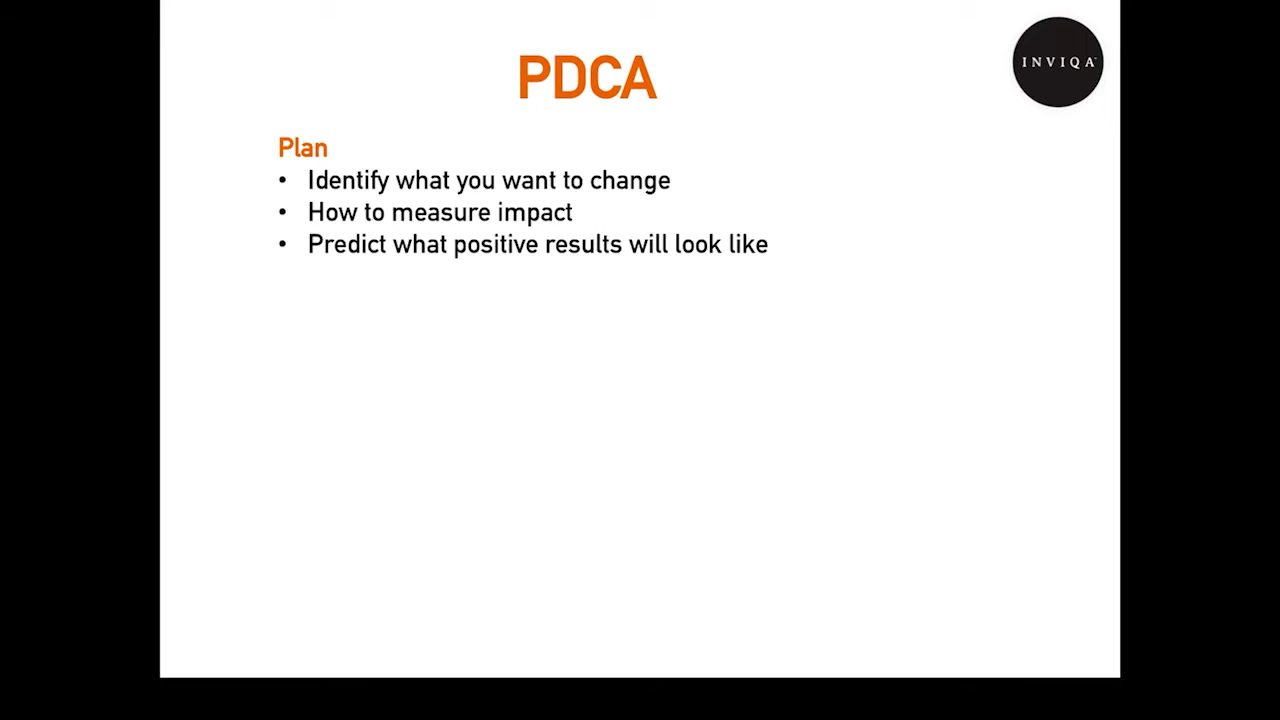 PDCA
INVIQA
Plan
• Identify what you want to change
• How to measure impact
• Predict what positive results will look like